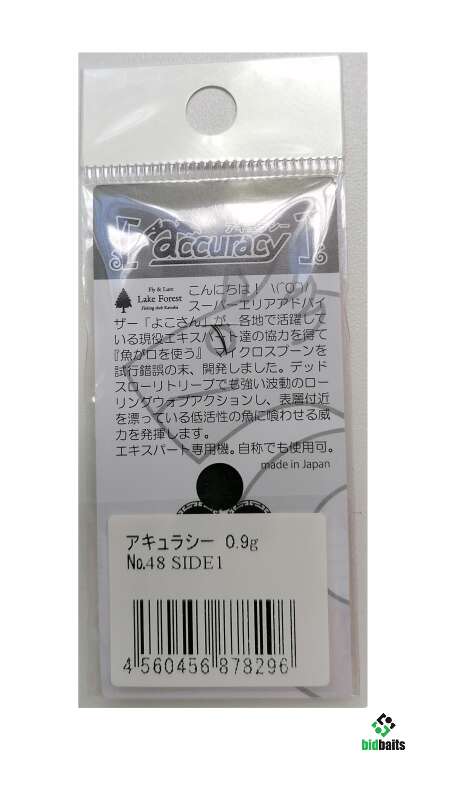 アキュラシー
accuracy
Fly & Lure
Lake Forest
Fishing club Kasuka
こんにちは! \(^O^)/
スーパーエリアアドバイ
ザー「よこさん」が、各地で活躍して
いる現役エキスパート達の協力を得て
『魚が口を使う』マイクロスプーンを
試行錯誤の末、開発しました。デッド
スローリトリーブでも強い波動のロー
リングウォブアクションし、表層付近
を漂っている低活性の魚に喰わせる威
力を発揮します。
エキスパート専用機。自称でも使用可。
made in Japan
アキュラシー 0.9g
No.48 SIDE1
4 560456 878296
bidbaits